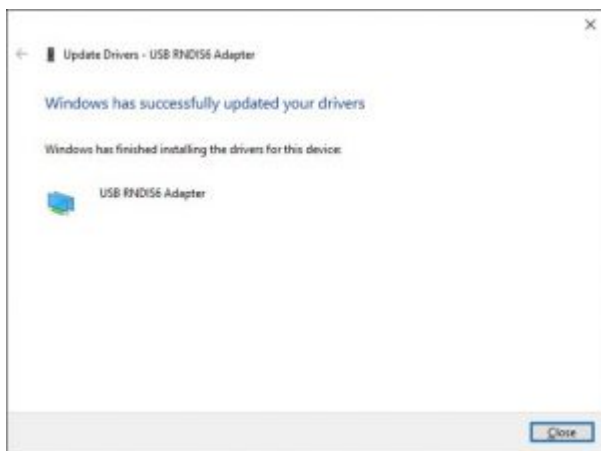 Update Drivers - USB RNDIS6 Adapter
Windows has successfully updated your drivers
Windows has finished installing the drivers for this device:
USB RNDIS6 Adapter
Close